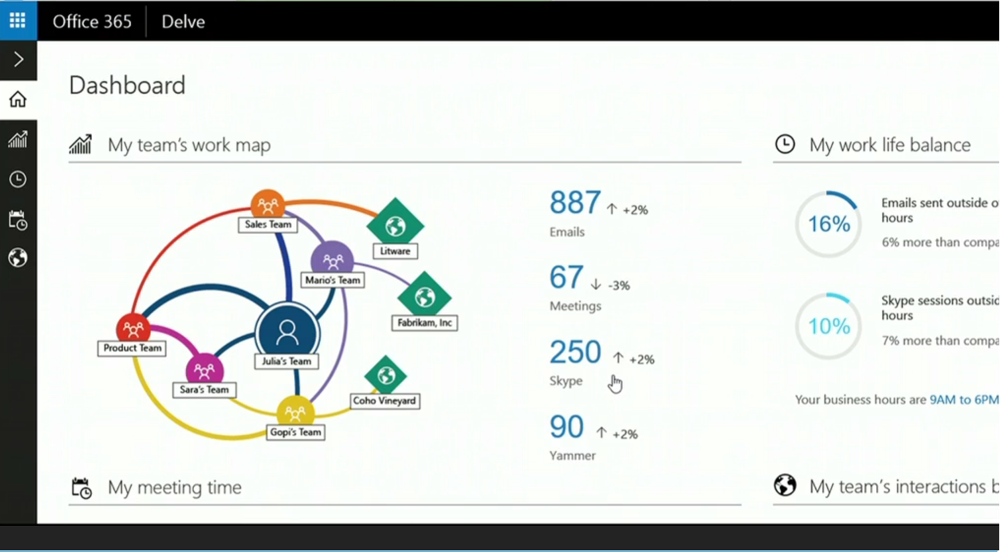 Office 365
Delve
Dashboard
My team's work map
Sales Team
Litware
Mario's Team
Fabrikam, Inc
Product Team
Julia's Team
Sara's Team
Coho Vineyard
Gopi's Team
887 ↑ +2%
Emails
67 ↓ -3%
Meetings
250 ↑ +2%
Skype
90 ↑ +2%
Yammer
My work life balance
16%
Emails sent outside
hours
6% more than
10%
Skype sessions
hours
7% more than
Your business hours are 9AM to 6PM
My meeting time
My team's interactions